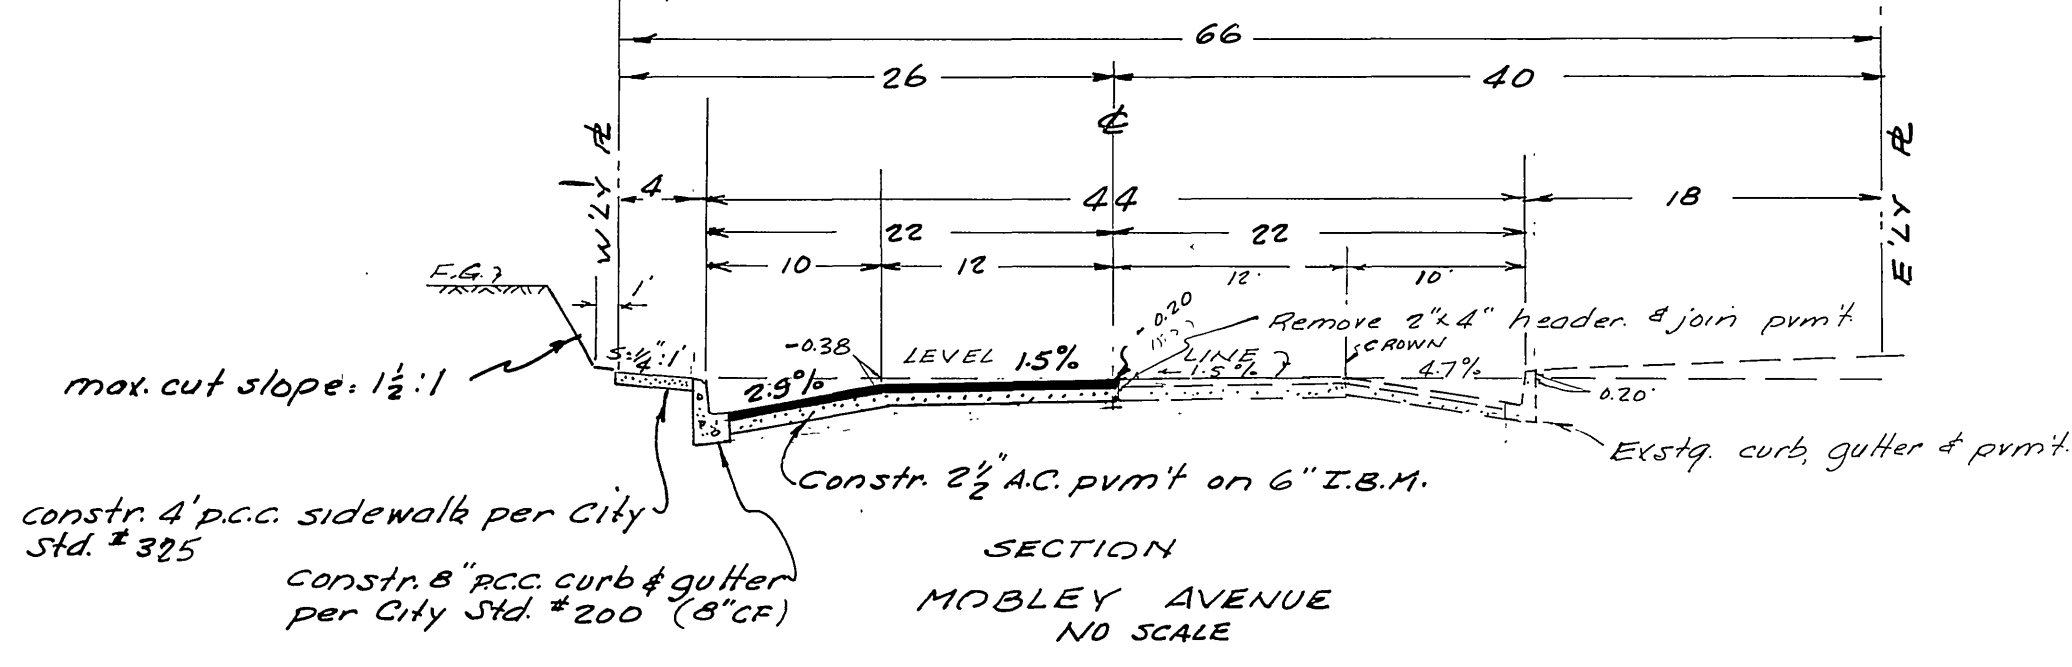 66
26
40
℄
W'LY ⅊
E'LY ⅊
4
44
18
22
22
10
12
12'
10'
F.G.
1'
S=1/4":1'
-0.38
LEVEL
1.5%
-0.20
LINE
1.5%
CROWN
4.7%
2.9%
0.20'
Remove 2"x4" header & join pvm't.
max. cut slope: 1½:1
Exstg. curb, gutter & pvm't.
Constr. 2½" A.C. pvm't on 6" I.B.M.
constr. 4' p.c.c. sidewalk per City
Std. #325
constr. 8" p.c.c. curb & gutter
per City Std. #200 (8"CF)
SECTION
MOBLEY AVENUE
NO SCALE